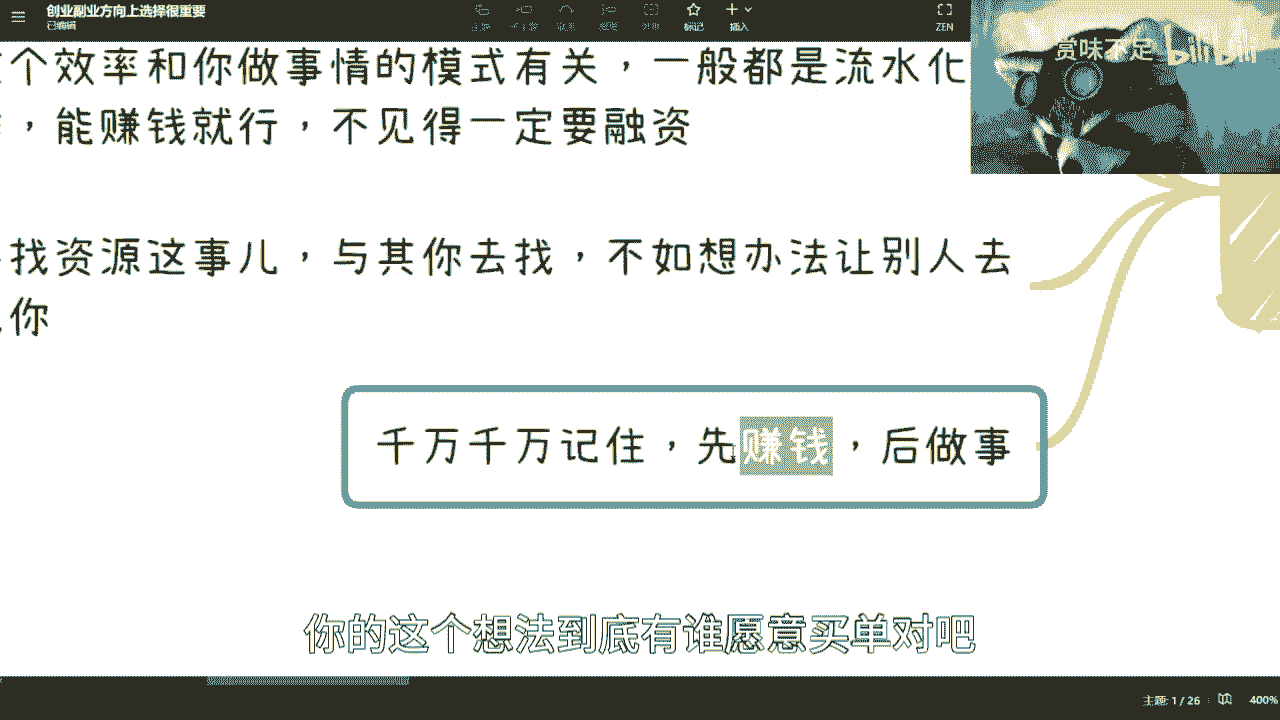 创业副业方向上选择很重要
已编辑
标记
插入
ZEN
赏味不足 bilibili
个效率和你做事情的模式有关，一般都是流水化
，能赚钱就行，不见得一定要融资
找资源这事儿，与其你去找，不如想办法让别人去
你
千万千万记住，先赚钱，后做事
你的这个想法到底有谁愿意买单对吧
主题: 1 / 26
400%